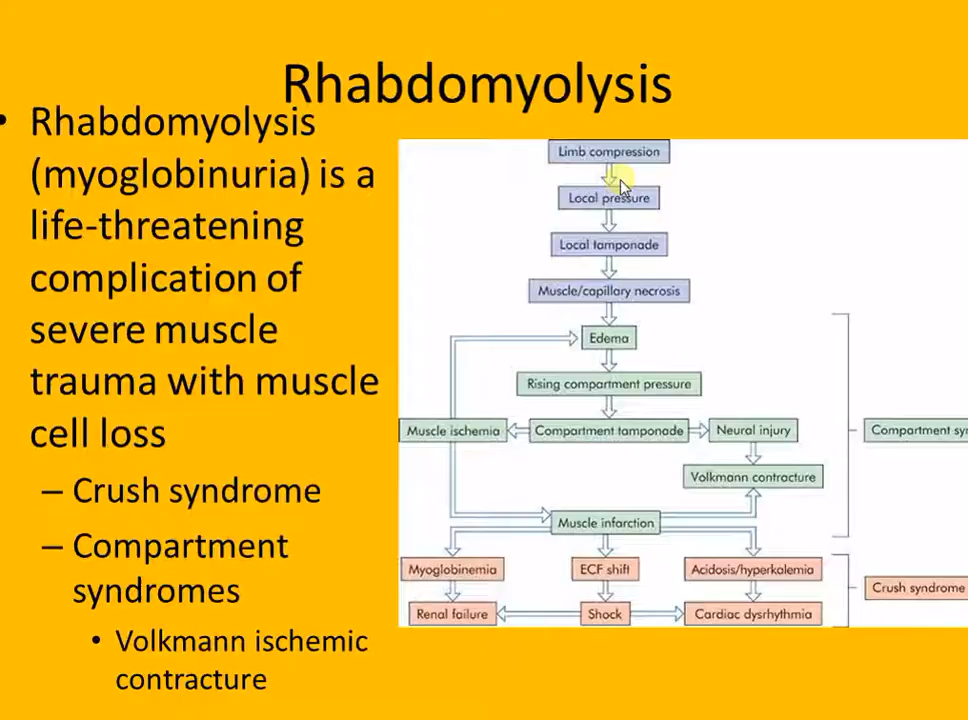 Rhabdomyolysis
• Rhabdomyolysis
(myoglobinuria) is a
life-threatening
complication of
severe muscle
trauma with muscle
cell loss
– Crush syndrome
– Compartment
syndromes
• Volkmann ischemic
contracture
Limb compression
Local pressure
Local tamponade
Muscle/capillary necrosis
Edema
Rising compartment pressure
Muscle ischemia
Compartment tamponade
Neural injury
Compartment syn
Volkmann contracture
Muscle infarction
Myoglobinemia
ECF shift
Acidosis/hyperkalemia
Crush syndrome
Renal failure
Shock
Cardiac dysrhythmia